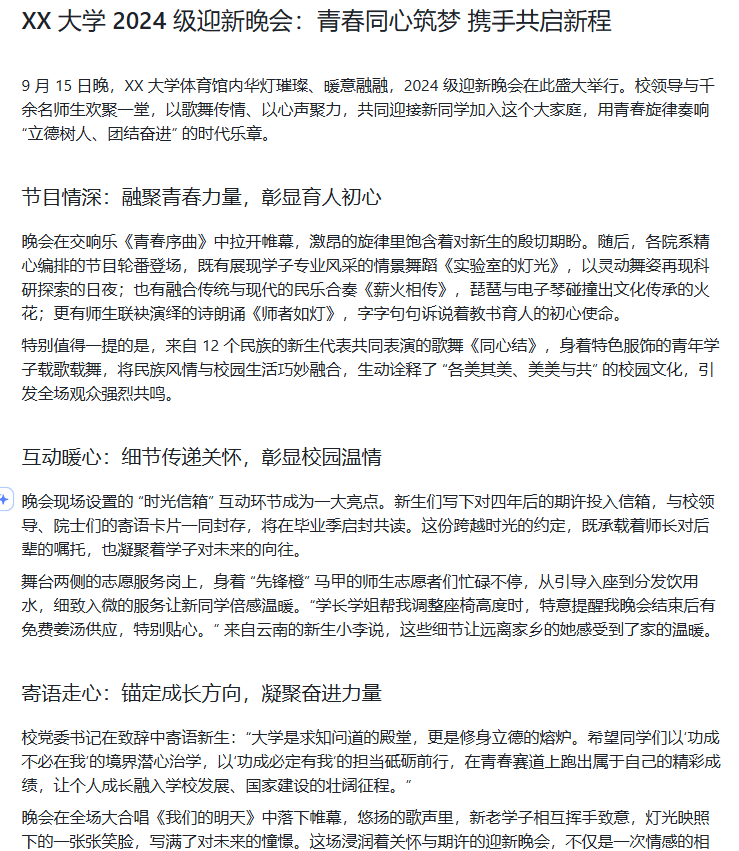 XX 大学 2024 级迎新晚会：青春同心筑梦 携手共启新程
9 月 15 日晚，XX 大学体育馆内华灯璀璨、暖意融融，2024 级迎新晚会在此盛大举行。校领导与千
余名师生欢聚一堂，以歌舞传情、以心声聚力，共同迎接新同学加入这个大家庭，用青春旋律奏响
“立德树人、团结奋进” 的时代乐章。
节目情深：融聚青春力量，彰显育人初心
晚会在交响乐《青春序曲》中拉开帷幕，激昂的旋律里饱含着对新生的殷切期盼。随后，各院系精
心编排的节目轮番登场，既有展现学子专业风采的情景舞蹈《实验室的灯光》，以灵动舞姿再现科
研探索的日夜；也有融合传统与现代的民乐合奏《薪火相传》，琵琶与电子琴碰撞出文化传承的火
花；更有师生联袂演绎的诗朗诵《师者如灯》，字字句句诉说着教书育人的初心使命。
特别值得一提的是，来自 12 个民族的新生代表共同表演的歌舞《同心结》，身着特色服饰的青年学
子载歌载舞，将民族风情与校园生活巧妙融合，生动诠释了 “各美其美、美美与共” 的校园文化，引
发全场观众强烈共鸣。
互动暖心：细节传递关怀，彰显校园温情
晚会现场设置的 “时光信箱” 互动环节成为一大亮点。新生们写下对四年后的期许投入信箱，与校领
导、院士们的寄语卡片一同封存，将在毕业季启封共读。这份跨越时光的约定，既承载着师长对后
辈的嘱托，也凝聚着学子对未来的向往。
舞台两侧的志愿服务岗上，身着 “先锋橙” 马甲的师生志愿者们忙碌不停，从引导入座到分发饮用
水，细致入微的服务让新同学倍感温暖。“学长学姐帮我调整座椅高度时，特意提醒我晚会结束后有
免费姜汤供应，特别贴心。” 来自云南的新生小李说，这些细节让远离家乡的她感受到了家的温暖。
寄语走心：锚定成长方向，凝聚奋进力量
校党委书记在致辞中寄语新生：“大学是求知问道的殿堂，更是修身立德的熔炉。希望同学们以‘功成
不必在我’的境界潜心治学，以‘功成必定有我’的担当砥砺前行，在青春赛道上跑出属于自己的精彩成
绩，让个人成长融入学校发展、国家建设的壮阔征程。”
晚会在全场大合唱《我们的明天》中落下帷幕，悠扬的歌声里，新老学子相互挥手致意，灯光映照
下的一张张笑脸，写满了对未来的憧憬。这场浸润着关怀与期许的迎新晚会，不仅是一次情感的相